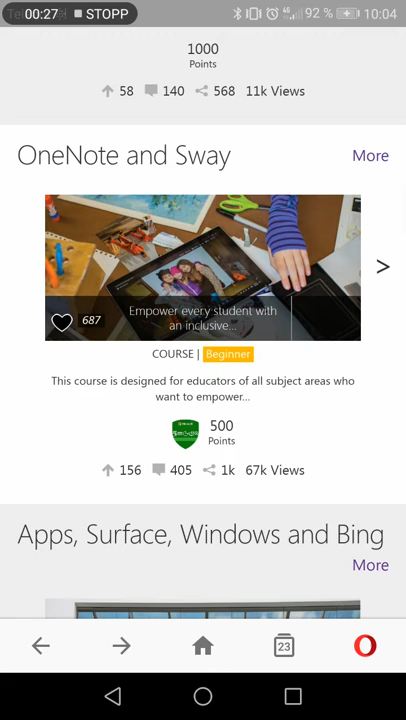 00:27 STOPP
4G 92 % 10:04
1000
Points
58 140 568 11k Views
OneNote and Sway
More
>
Empower every student with
an inclusive...
687
COURSE | Beginner
This course is designed for educators of all subject areas who
want to empower...
500
Points
156 405 1k 67k Views
Apps, Surface, Windows and Bing
More
23